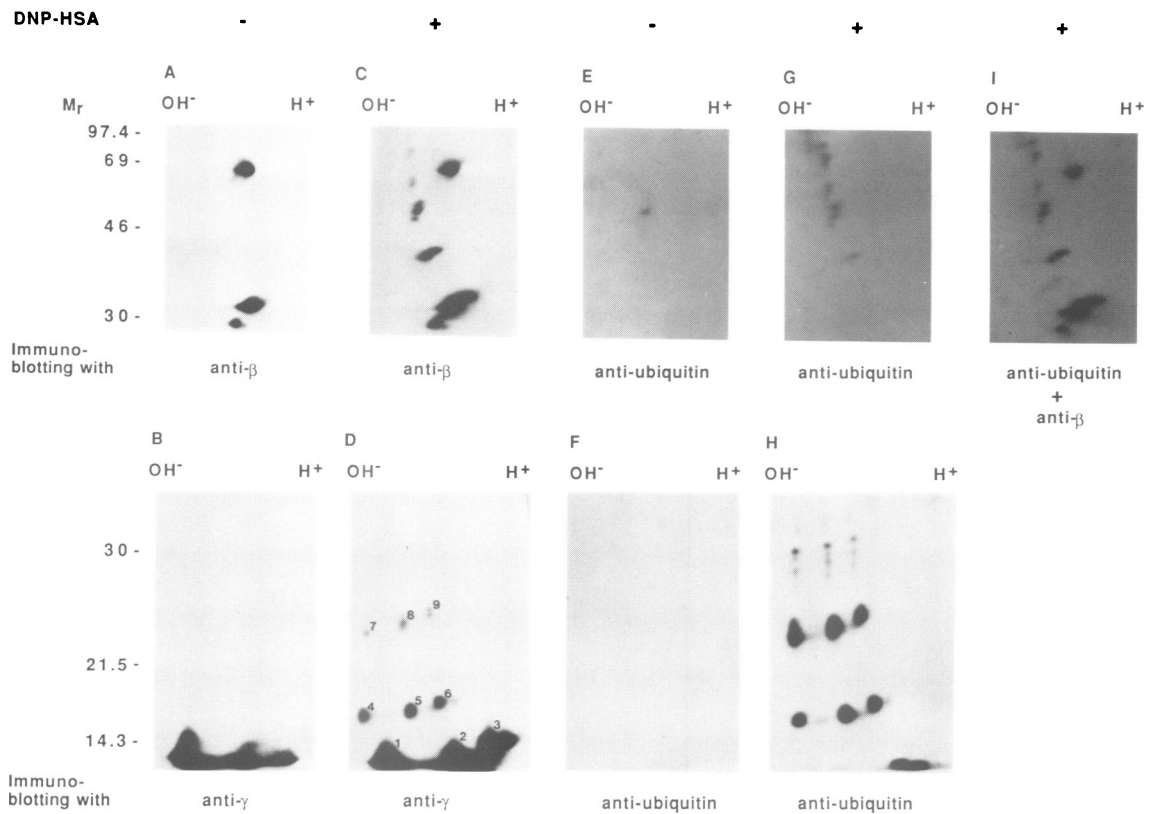 DNP-HSA - + - + +
A C E G I
Mr OH⁻ H⁺ OH⁻ H⁺ OH⁻ H⁺ OH⁻ H⁺ OH⁻ H⁺
97.4 -
69 -
46 -
30 -
Immuno-
blotting with anti-β anti-β anti-ubiquitin anti-ubiquitin anti-ubiquitin
+
anti-β
B D F H
OH⁻ H⁺ OH⁻ H⁺ OH⁻ H⁺ OH⁻ H⁺
30 -
9
8
7
21.5 -
6
4 5
3
14.3 - 1 2
Immuno-
blotting with anti-γ anti-γ anti-ubiquitin anti-ubiquitin